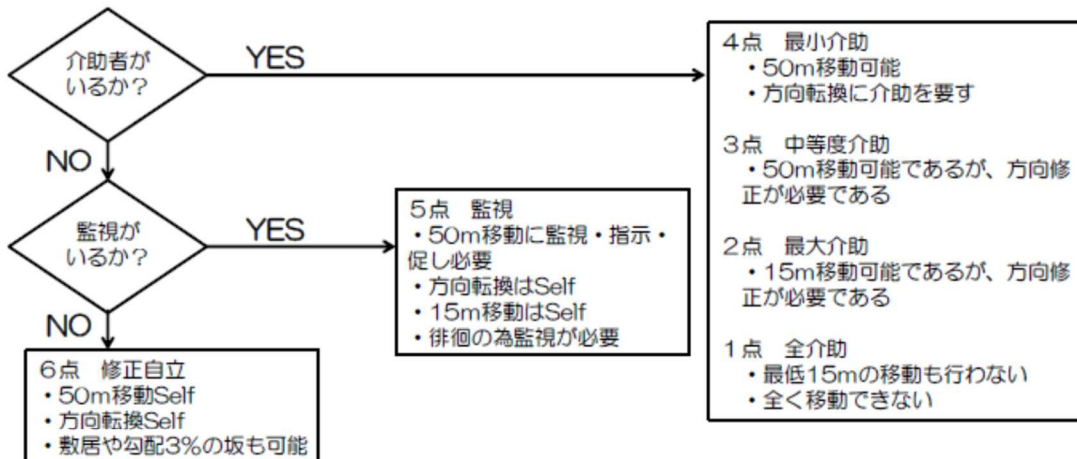 介助者が
いるか？
YES
NO
監視が
いるか？
YES
NO
6点　修正自立
・50m移動Self
・方向転換Self
・敷居や勾配3%の坂も可能
5点　監視
・50m移動に監視・指示・
促し必要
・方向転換はSelf
・15m移動はSelf
・徘徊の為監視が必要
4点　最小介助
・50m移動可能
・方向転換に介助を要す
3点　中等度介助
・50m移動可能であるが、方向修
正が必要である
2点　最大介助
・15m移動可能であるが、方向修
正が必要である
1点　全介助
・最低15mの移動も行わない
・全く移動できない